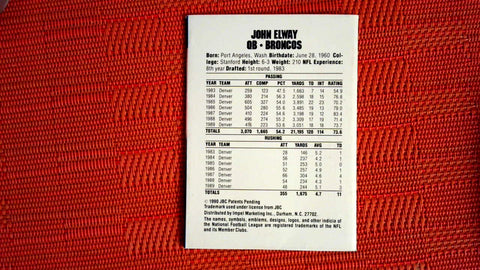 JOHN ELWAY
QB • BRONCOS
Born: Port Angeles, Wash Birthdate: June 28, 1960 Col-
lege: Stanford Height: 6-3 Weight: 210 NFL Experience:
8th year Drafted: 1st round, 1983
PASSING
YEAR TEAM ATT COMP PCT YARDS TD INT RATING
1983 Denver 259 123 47.5 1,663 7 14 54.9
1984 Denver 380 214 56.3 2,598 18 15 76.8
1985 Denver 605 327 54.0 3,891 22 23 70.2
1986 Denver 504 280 55.6 3,485 19 13 79.0
1987 Denver 410 224 54.6 3,198 19 12 83.4
1988 Denver 496 274 55.2 3,309 17 19 71.4
1989 Denver 416 223 53.6 3,051 18 18 73.7
TOTALS 3,070 1,665 54.2 21,195 120 114 73.6
RUSHING
YEAR TEAM ATT YARDS AVG TD
1983 Denver 28 146 5.2 1
1984 Denver 56 237 4.2 1
1985 Denver 51 253 5.0 0
1986 Denver 52 257 4.9 1
1987 Denver 66 304 4.6 4
1988 Denver 54 234 4.3 1
1989 Denver 48 244 5.1 3
TOTALS 355 1,675 4.7 11
© 1990 JBC Patents Pending
Trademark used under license from JBC
Distributed by Impel Marketing Inc., Durham, N.C. 27702.
The names, symbols, emblems, designs, logos, and other indicia of
the National Football League are registered trademarks of the NFL
and its Member Clubs.